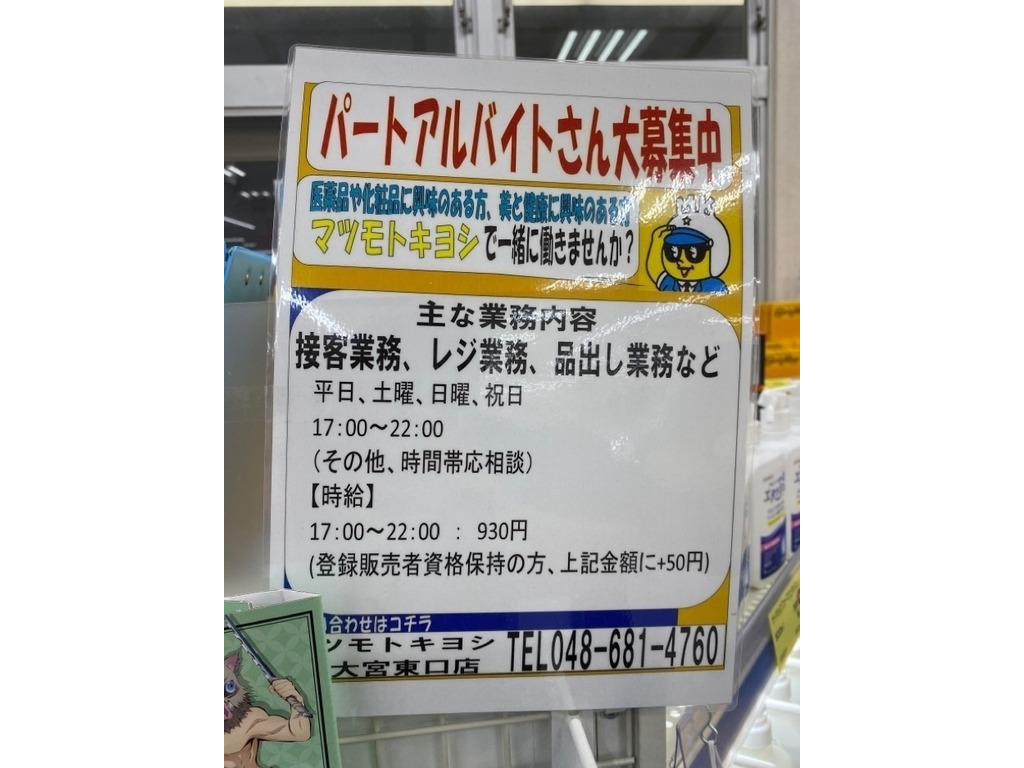 パートアルバイトさん大募集中
医薬品や化粧品に興味のある方、美と健康に興味のある方
マツモトキヨシで一緒に働きませんか？
主な業務内容
接客業務、レジ業務、品出し業務など
平日、土曜、日曜、祝日
17:00～22:00
（その他、時間帯応相談）
【時給】
17:00～22:00 : 930円
(登録販売者資格保持の方、上記金額に+50円)
合わせはコチラ
ツモトキヨシ
大宮東口店
TEL048-681-4760